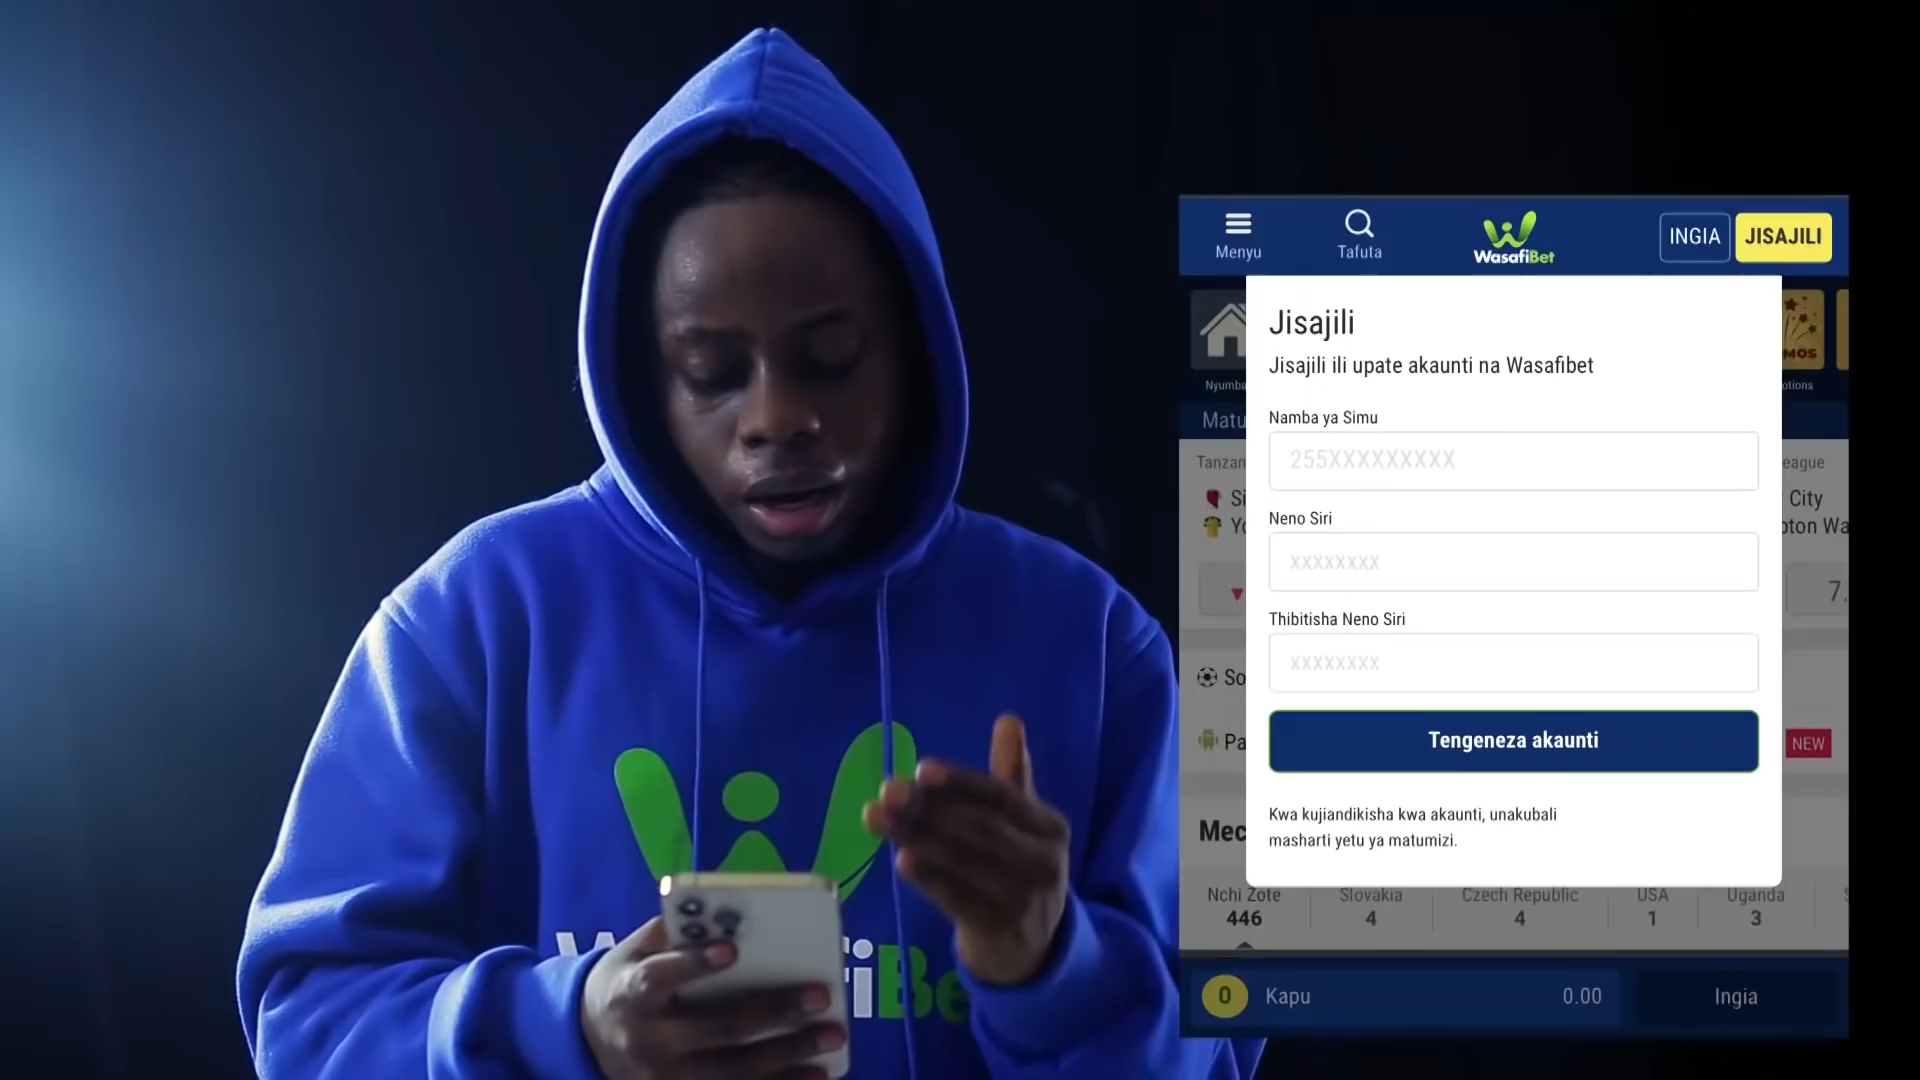 Menyu
Tafuta
WasafiBet
INGIA
JISAJILI
Jisajili
Jisajili ili upate akaunti na Wasafibet
Namba ya Simu
255XXXXXXXXX
Neno Siri
xxxxxxxx
Thibitisha Neno Siri
xxxxxxxx
Tengeneza akaunti
Kwa kujiandikisha kwa akaunti, unakubali
masharti yetu ya matumizi.
City
NEW
Nchi Zote
446
Slovakia
4
Czech Republic
4
USA
1
Uganda
3
0
Kapu
0.00
Ingia